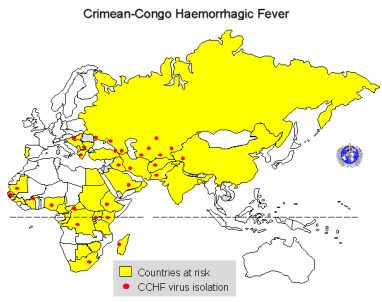 Crimean-Congo Haemorrhagic Fever
Countries at risk
CCHF virus isolation